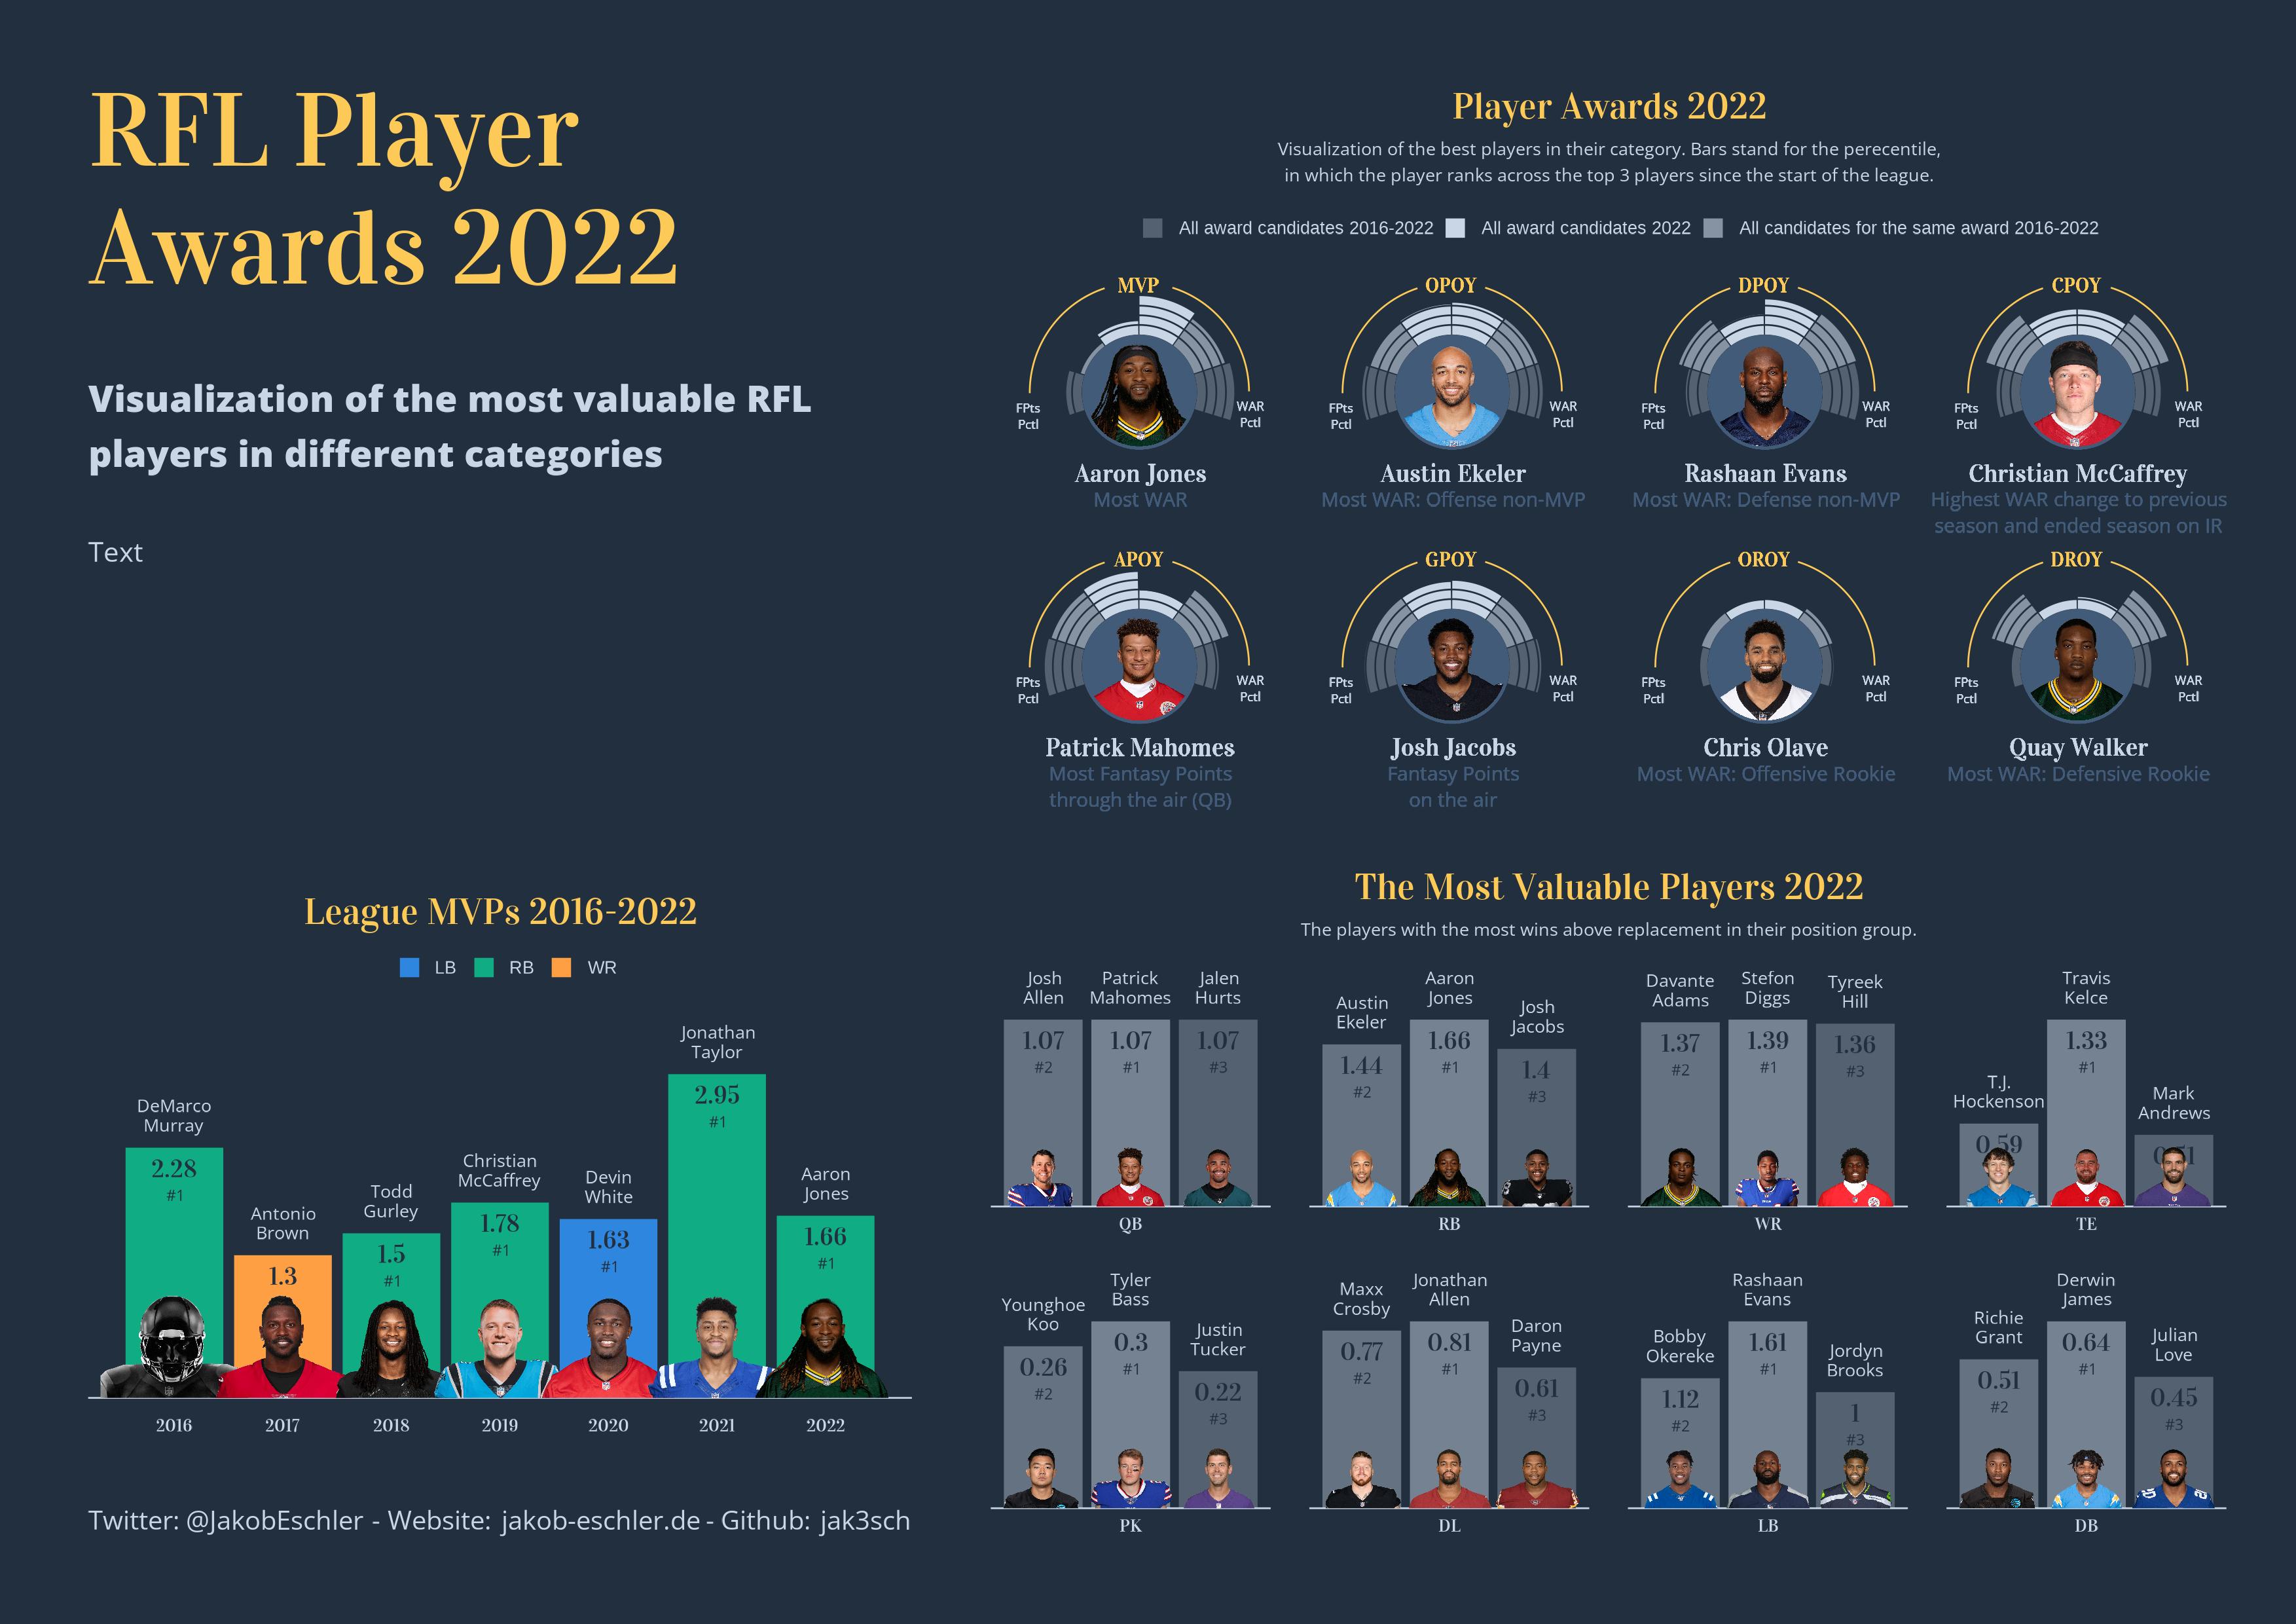 RFL Player
Awards 2022
Visualization of the most valuable RFL
players in different categories
Text
Player Awards 2022
Visualization of the best players in their category. Bars stand for the perecentile,
in which the player ranks across the top 3 players since the start of the league.
All award candidates 2016-2022 All award candidates 2022 All candidates for the same award 2016-2022
MVP
FPts
Pctl
WAR
Pctl
Aaron Jones
Most WAR
OPOY
FPts
Pctl
WAR
Pctl
Austin Ekeler
Most WAR: Offense non-MVP
DPOY
FPts
Pctl
WAR
Pctl
Rashaan Evans
Most WAR: Defense non-MVP
CPOY
FPts
Pctl
WAR
Pctl
Christian McCaffrey
Highest WAR change to previous
season and ended season on IR
APOY
FPts
Pctl
WAR
Pctl
Patrick Mahomes
Most Fantasy Points
through the air (QB)
GPOY
FPts
Pctl
WAR
Pctl
Josh Jacobs
Fantasy Points
on the air
OROY
FPts
Pctl
WAR
Pctl
Chris Olave
Most WAR: Offensive Rookie
DROY
FPts
Pctl
WAR
Pctl
Quay Walker
Most WAR: Defensive Rookie
League MVPs 2016-2022
LB RB WR
DeMarco
Murray
2.28
#1
2016
Antonio
Brown
1.3
2017
Todd
Gurley
1.5
#1
2018
Christian
McCaffrey
1.78
#1
2019
Devin
White
1.63
#1
2020
Jonathan
Taylor
2.95
#1
2021
Aaron
Jones
1.66
#1
2022
The Most Valuable Players 2022
The players with the most wins above replacement in their position group.
Josh
Allen
1.07
#2
Patrick
Mahomes
1.07
#1
Jalen
Hurts
1.07
#3
QB
Austin
Ekeler
1.44
#2
Aaron
Jones
1.66
#1
Josh
Jacobs
1.4
#3
RB
Davante
Adams
1.37
#2
Stefon
Diggs
1.39
#1
Tyreek
Hill
1.36
#3
WR
T.J.
Hockenson
0.59
Travis
Kelce
1.33
#1
Mark
Andrews
TE
Younghoe
Koo
0.26
#2
Tyler
Bass
0.3
#1
Justin
Tucker
0.22
#3
PK
Maxx
Crosby
0.77
#2
Jonathan
Allen
0.81
#1
Daron
Payne
0.61
#3
DL
Bobby
Okereke
1.12
#2
Rashaan
Evans
1.61
#1
Jordyn
Brooks
1
#3
LB
Richie
Grant
0.51
#2
Derwin
James
0.64
#1
Julian
Love
0.45
#3
DB
Twitter: @JakobEschler - Website: jakob-eschler.de - Github: jak3sch